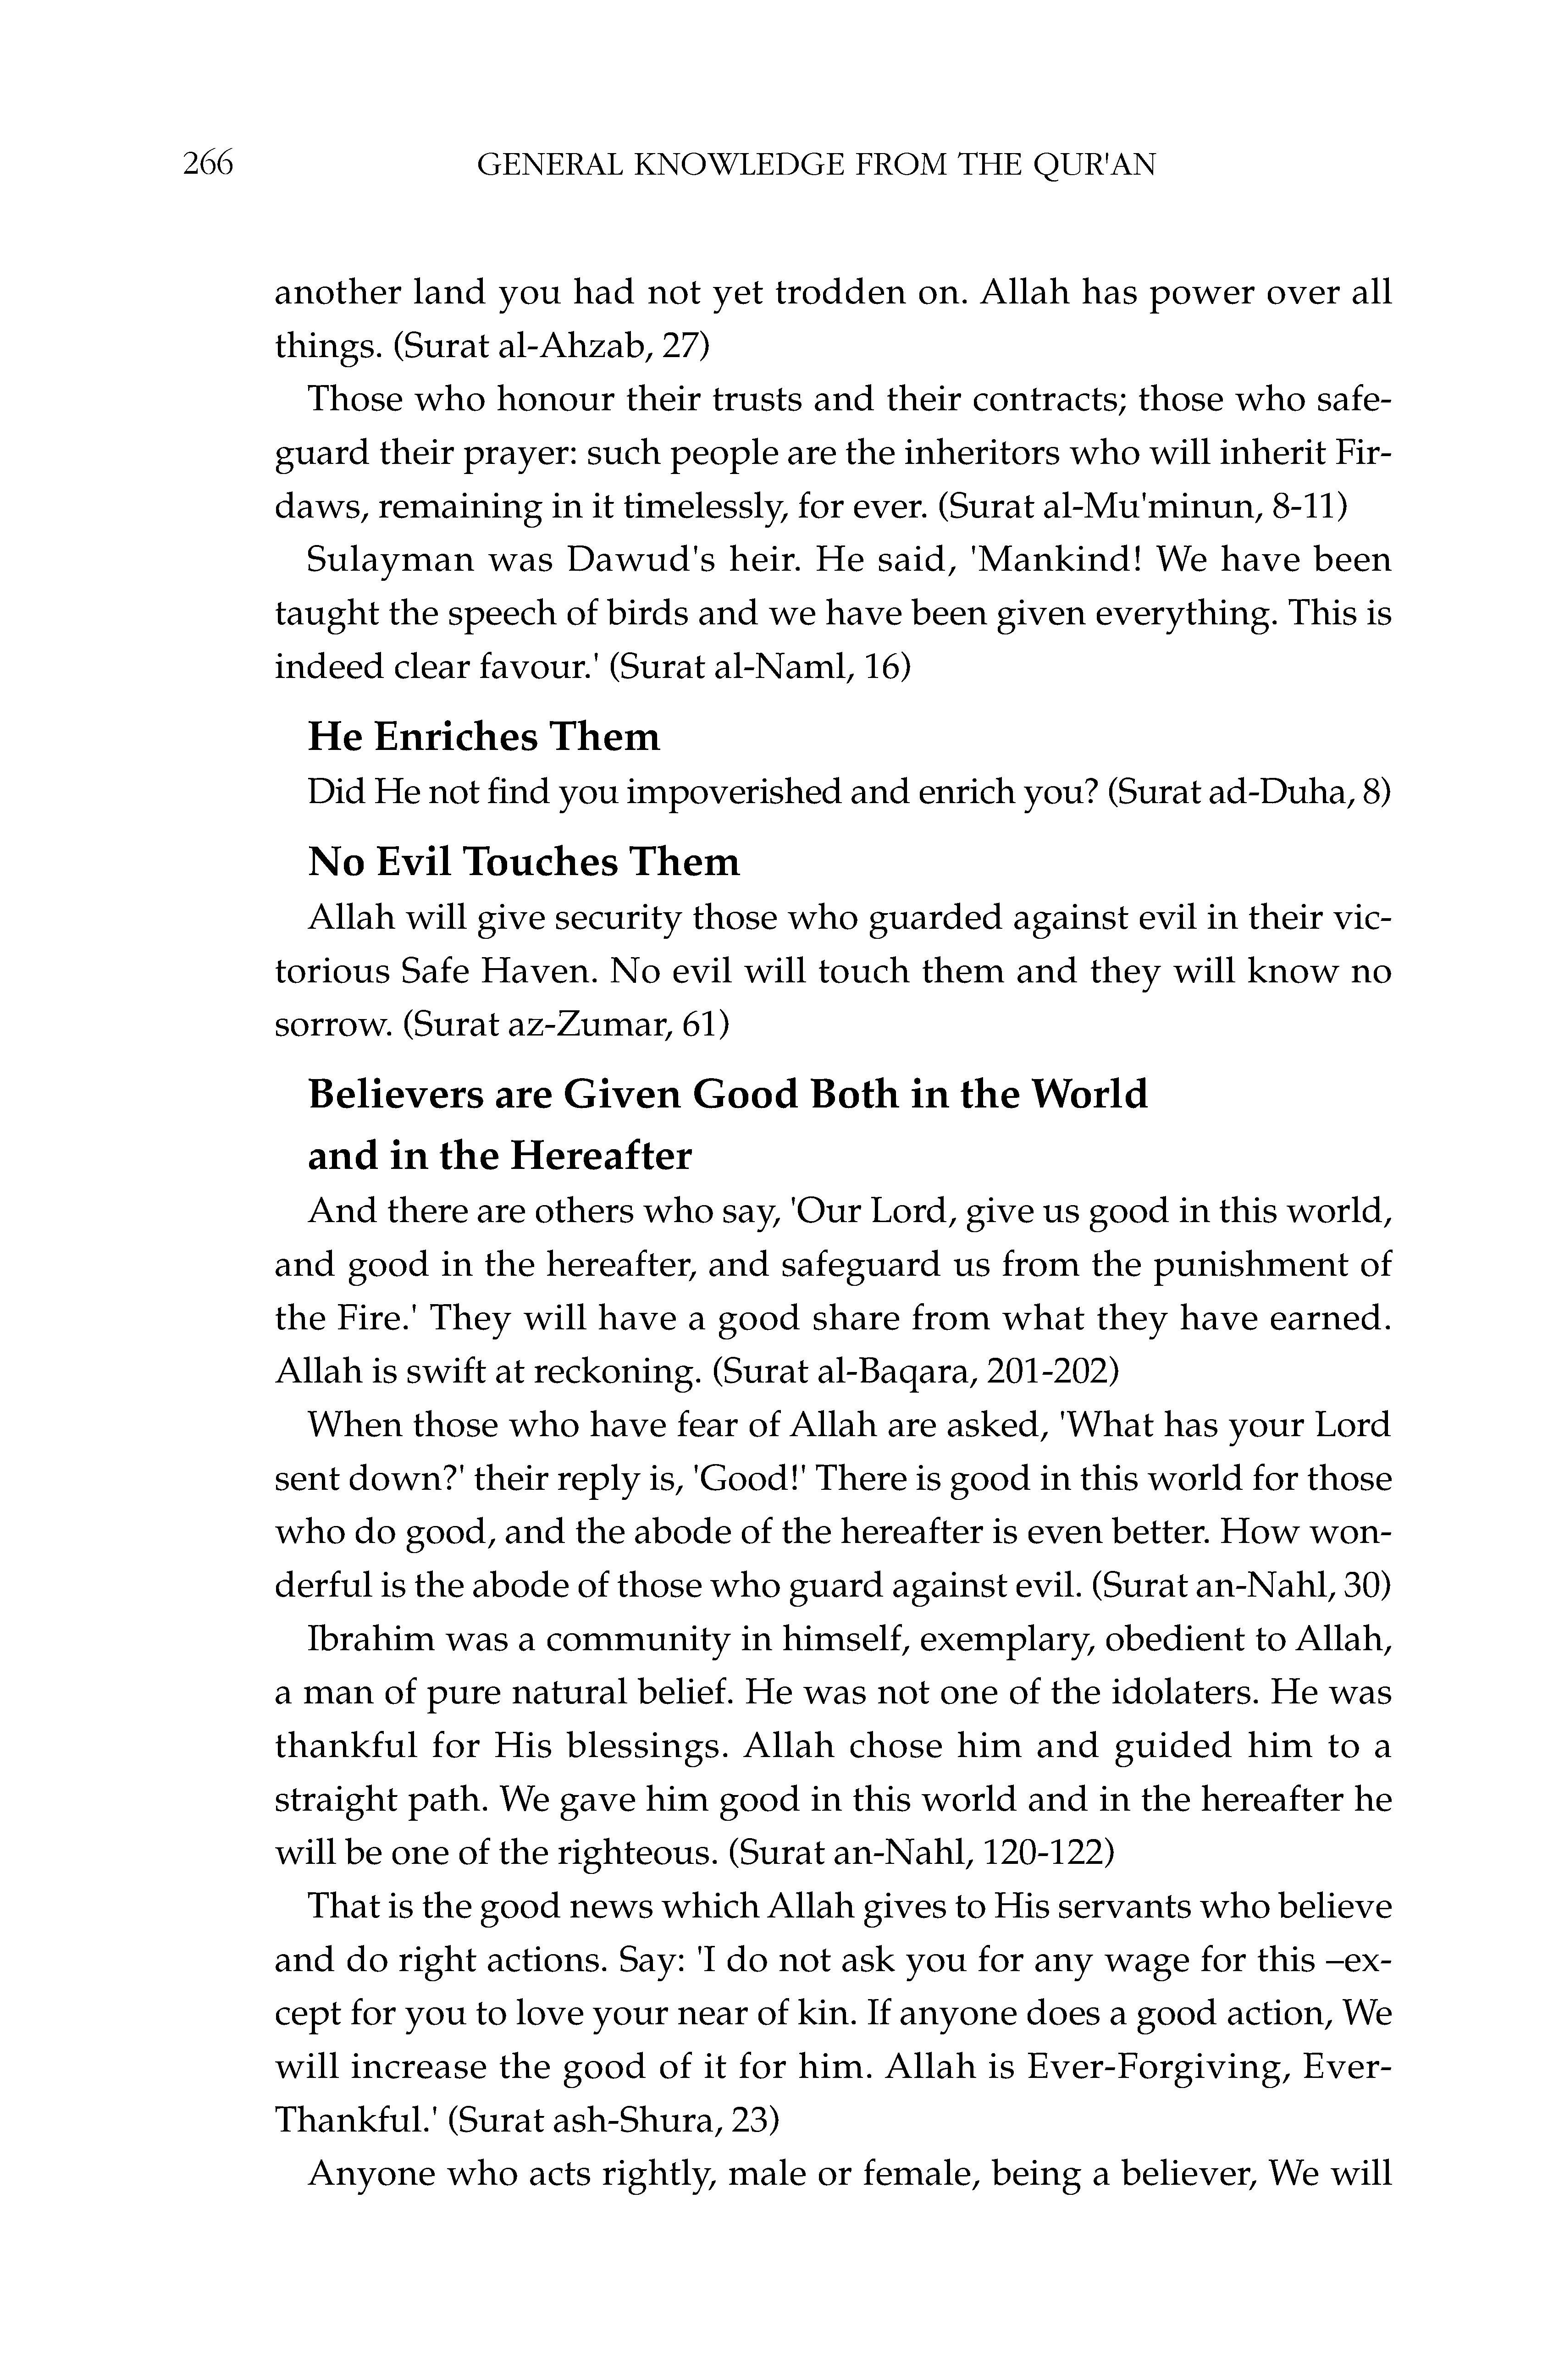 266 GENERAL KNOWLEDGE FROM THE QUR'AN
another land you had not yet trodden on. Allah has power over all
things. (Surat al-Ahzab, 27)
Those who honour their trusts and their contracts; those who safe-
guard their prayer: such people are the inheritors who will inherit Fir-
daws, remaining in it timelessly, for ever. (Surat al-Mu'minun, 8-11)
Sulayman was Dawud's heir. He said, 'Mankind! We have been
taught the speech of birds and we have been given everything. This is
indeed clear favour.' (Surat al-Naml, 16)
He Enriches Them
Did He not find you impoverished and enrich you? (Surat ad-Duha, 8)
No Evil Touches Them
Allah will give security those who guarded against evil in their vic-
torious Safe Haven. No evil will touch them and they will know no
sorrow. (Surat az-Zumar, 61)
Believers are Given Good Both in the World
and in the Hereafter
And there are others who say, 'Our Lord, give us good in this world,
and good in the hereafter, and safeguard us from the punishment of
the Fire.' They will have a good share from what they have earned.
Allah is swift at reckoning. (Surat al-Baqara, 201-202)
When those who have fear of Allah are asked, 'What has your Lord
sent down?' their reply is, 'Good!' There is good in this world for those
who do good, and the abode of the hereafter is even better. How won-
derful is the abode of those who guard against evil. (Surat an-Nahl, 30)
Ibrahim was a community in himself, exemplary, obedient to Allah,
a man of pure natural belief. He was not one of the idolaters. He was
thankful for His blessings. Allah chose him and guided him to a
straight path. We gave him good in this world and in the hereafter he
will be one of the righteous. (Surat an-Nahl, 120-122)
That is the good news which Allah gives to His servants who believe
and do right actions. Say: 'I do not ask you for any wage for this –ex-
cept for you to love your near of kin. If anyone does a good action, We
will increase the good of it for him. Allah is Ever-Forgiving, Ever-
Thankful.' (Surat ash-Shura, 23)
Anyone who acts rightly, male or female, being a believer, We will